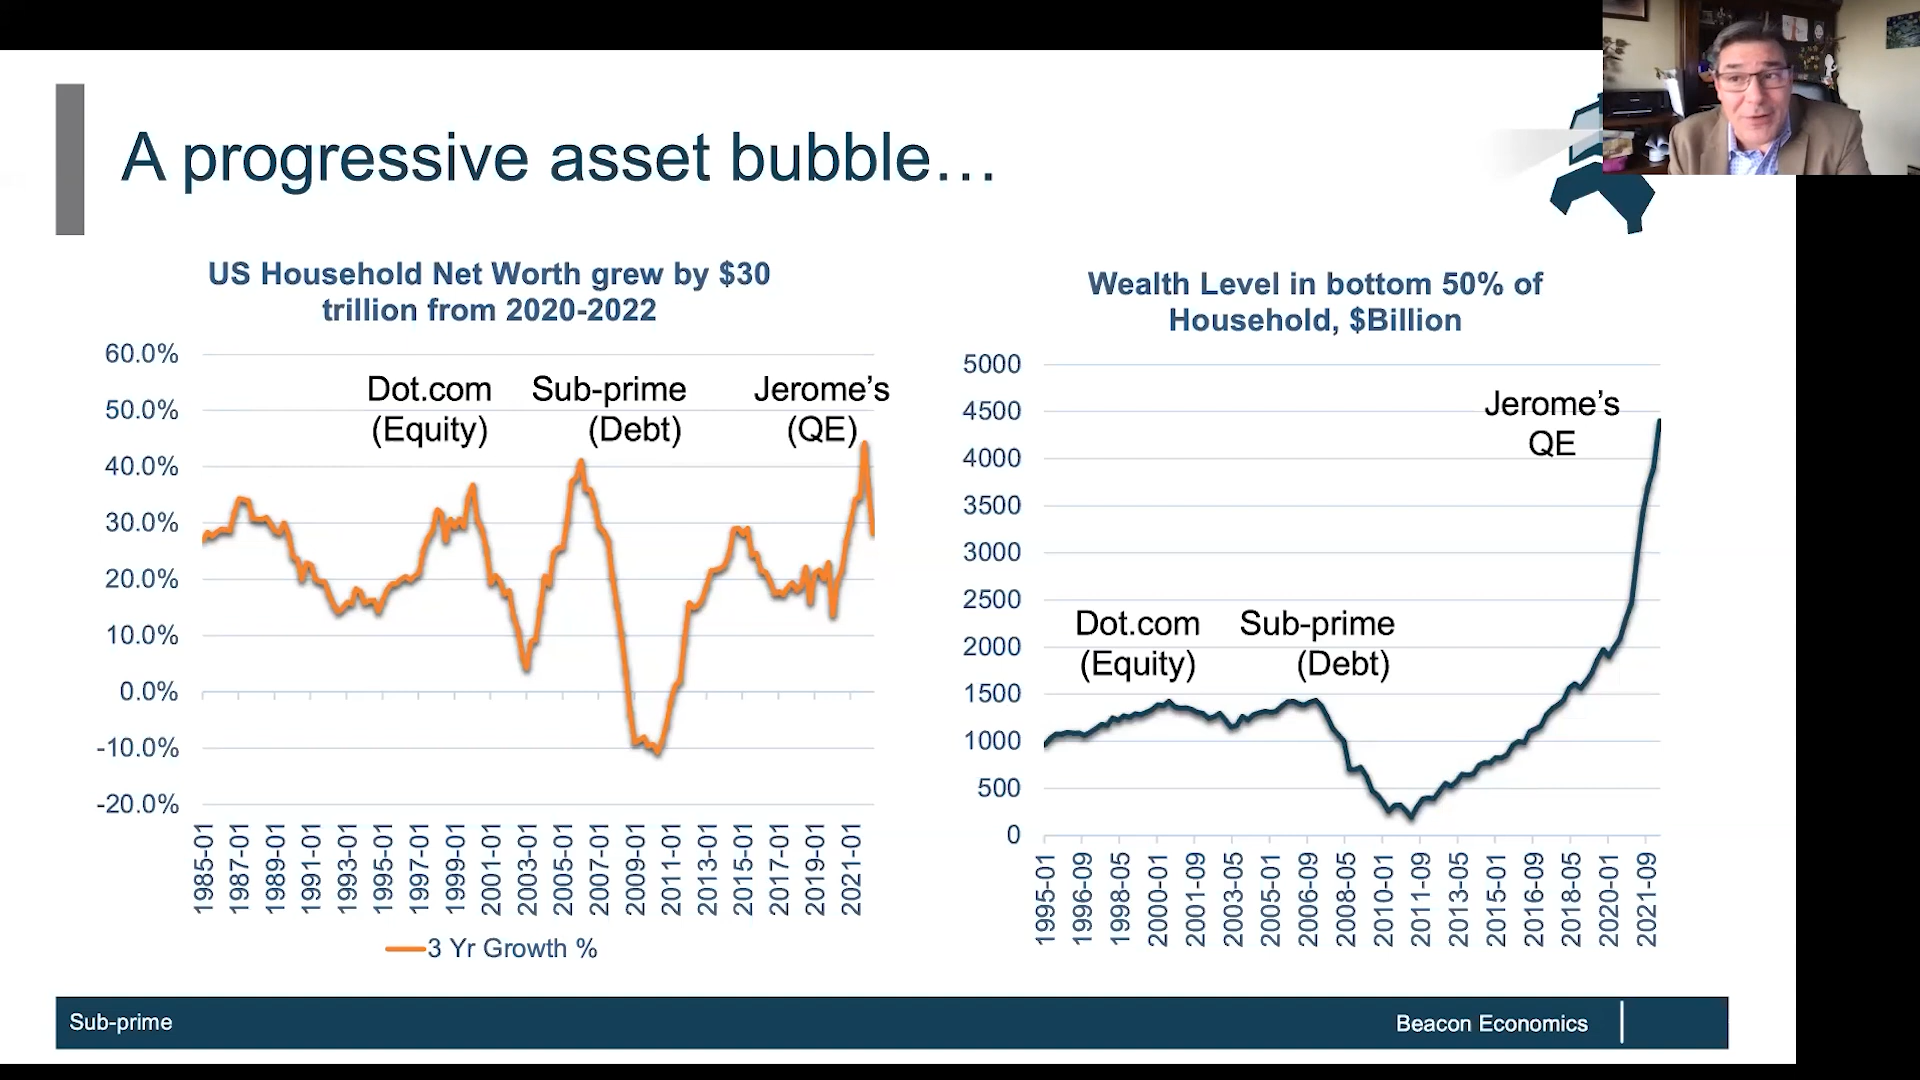 A progressive asset bubble…
US Household Net Worth grew by $30
trillion from 2020-2022
60.0%
50.0%
40.0%
30.0%
20.0%
10.0%
0.0%
-10.0%
-20.0%
Dot.com
(Equity)
Sub-prime
(Debt)
Jerome’s
(QE)
1985-01
1987-01
1989-01
1991-01
1993-01
1995-01
1997-01
1999-01
2001-01
2003-01
2005-01
2007-01
2009-01
2011-01
2013-01
2015-01
2017-01
2019-01
2021-01
3 Yr Growth %
Wealth Level in bottom 50% of
Household, $Billion
5000
4500
4000
3500
3000
2500
2000
1500
1000
500
0
Dot.com
(Equity)
Sub-prime
(Debt)
Jerome’s
QE
1995-01
1996-09
1998-05
2000-01
2001-09
2003-05
2005-01
2006-09
2008-05
2010-01
2011-09
2013-05
2015-01
2016-09
2018-05
2020-01
2021-09
Sub-prime
Beacon Economics